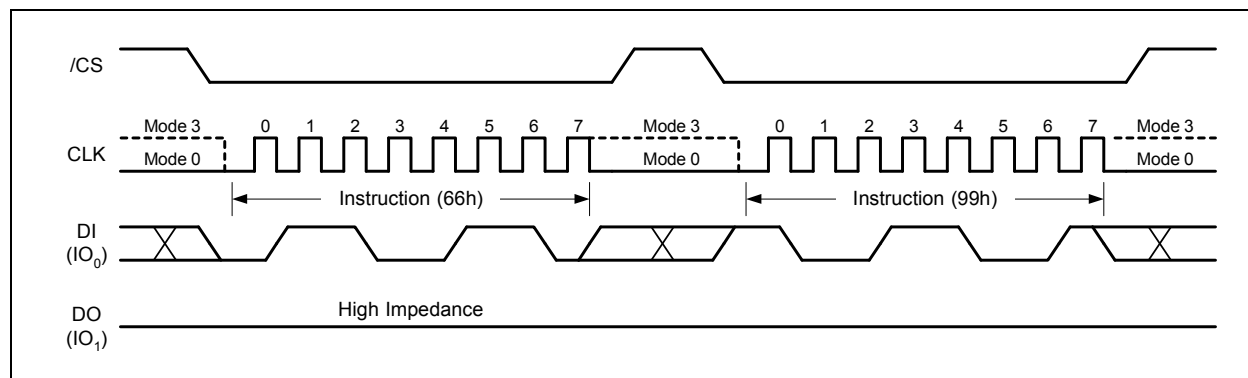 /CS
Mode 3 0 1 2 3 4 5 6 7 Mode 3 0 1 2 3 4 5 6 7 Mode 3
CLK
Mode 0 Mode 0 Mode 0
Instruction (66h) Instruction (99h)
DI
(IO₀)
High Impedance
DO
(IO₁)